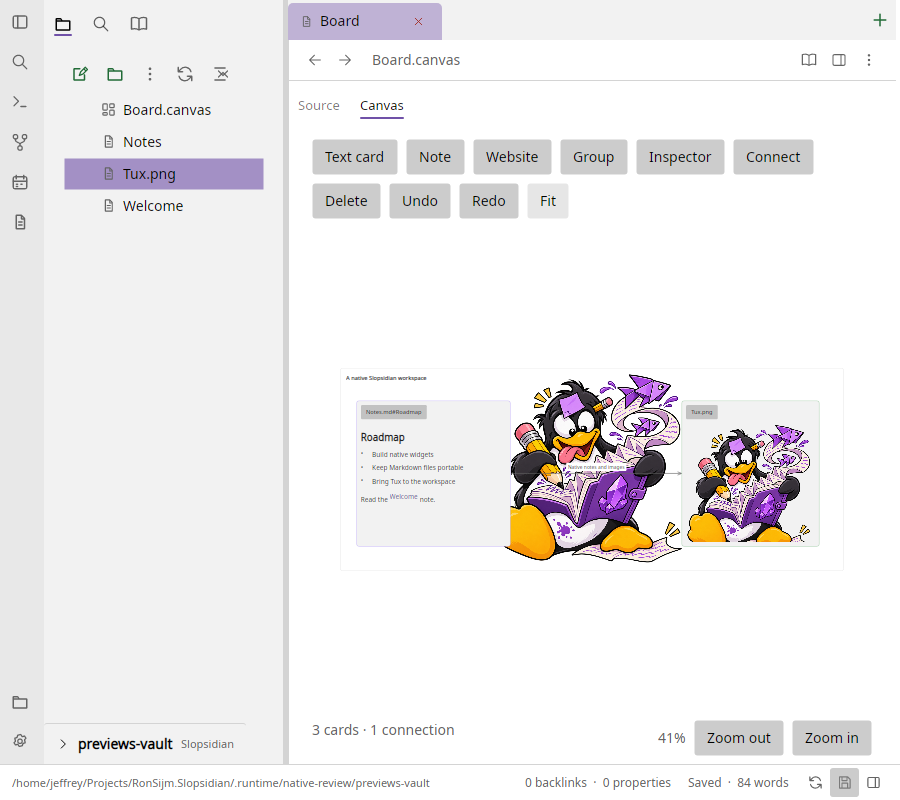 Board
Board.canvas
Source Canvas
Text card Note Website Group Inspector Connect
Delete Undo Redo Fit
Board.canvas
Notes
Tux.png
Welcome
A native Slopsidian workspace
Notes.md#Roadmap
Roadmap
• Build native widgets
• Keep Markdown files portable
• Bring Tux to the workspace
Read the Welcome note.
Native notes and images
Tux.png
3 cards · 1 connection
41% Zoom out Zoom in
previews-vault Slopsidian
/home/jeffrey/Projects/RonSijm.Slopsidian/.runtime/native-review/previews-vault
0 backlinks · 0 properties Saved · 84 words